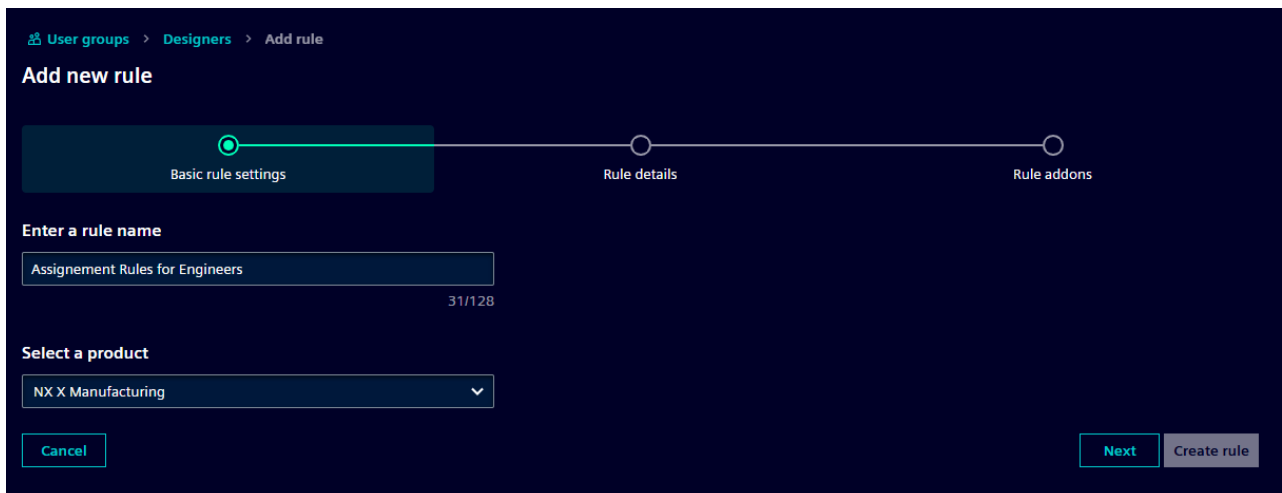 User groups > Designers > Add rule
Add new rule
Basic rule settings Rule details Rule addons
Enter a rule name
Assignement Rules for Engineers
31/128
Select a product
NX X Manufacturing
Cancel Next Create rule